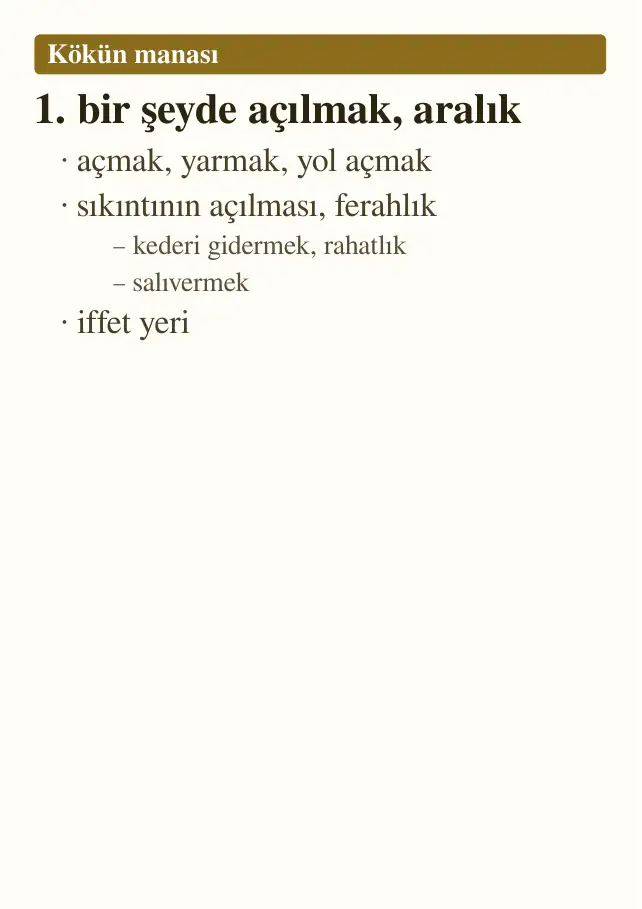 Kökün manası
1. bir şeyde açılmak, aralık
· açmak, yarmak, yol açmak
· sıkıntının açılması, ferahlık
– kederi gidermek, rahatlık
– salıvermek
· iffet yeri